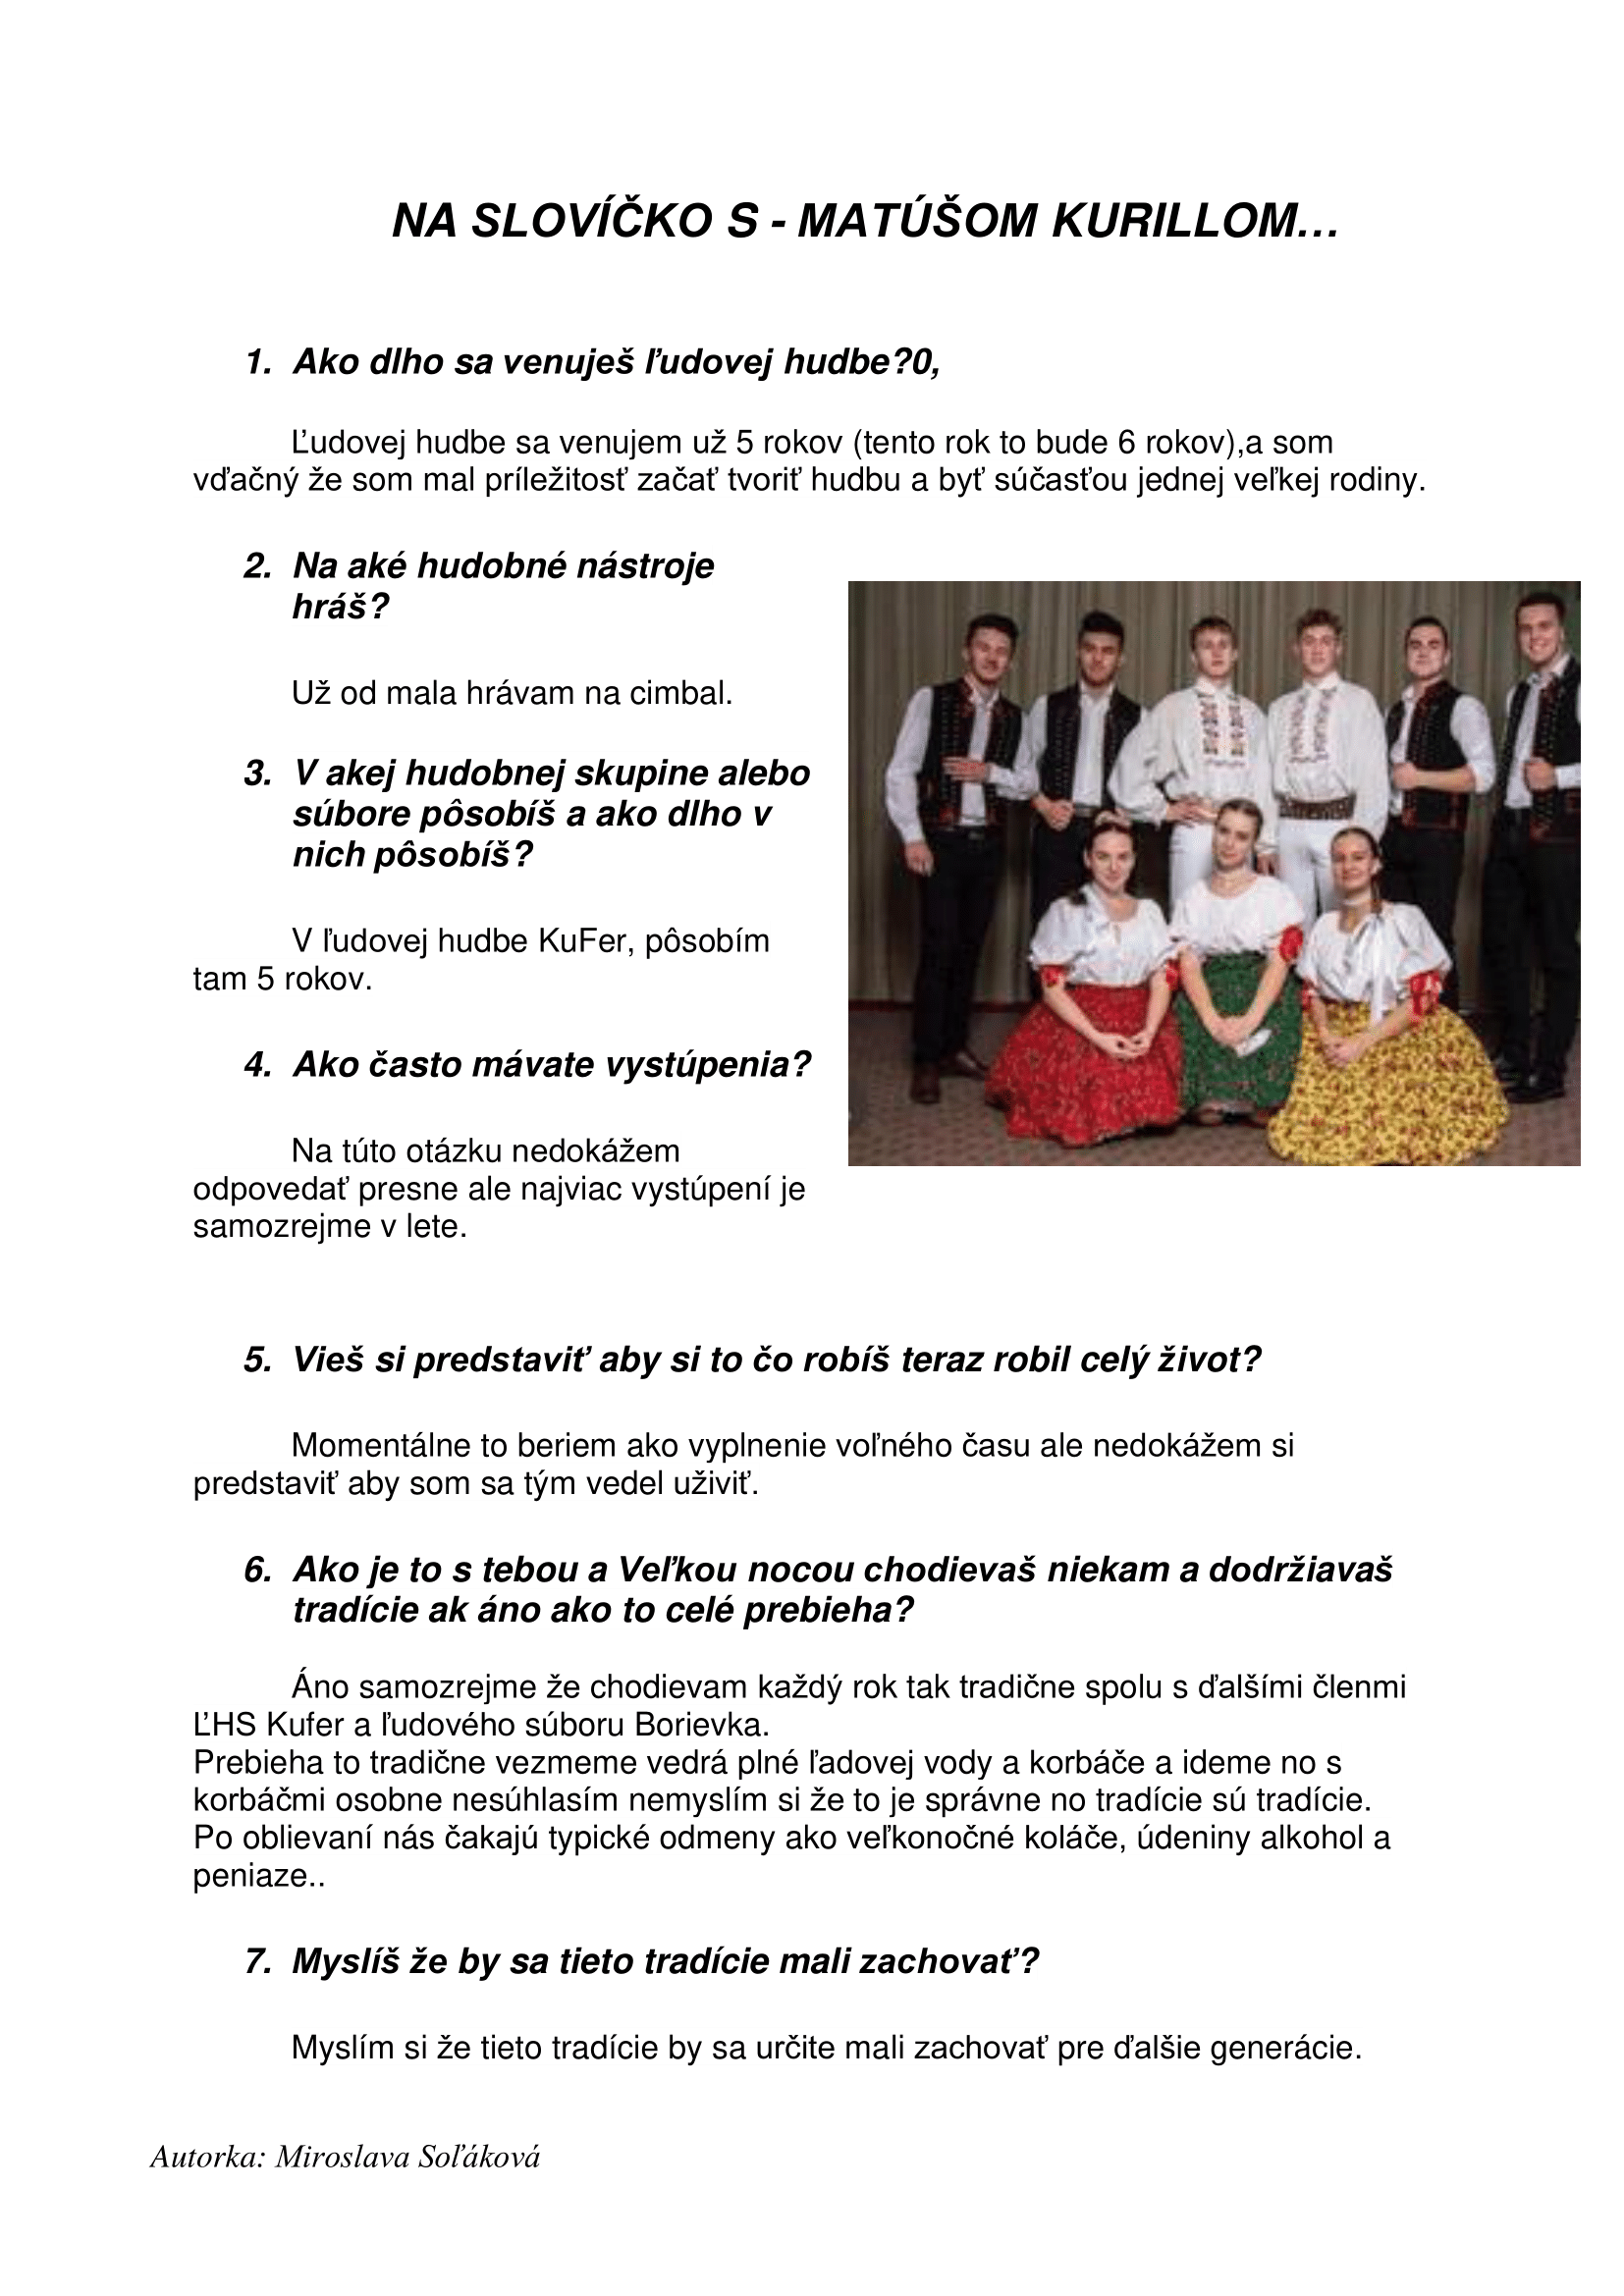 NA SLOVÍČKO S - MATÚŠOM KURILLOM…
1. Ako dlho sa venuješ ľudovej hudbe?0,
Ľudovej hudbe sa venujem už 5 rokov (tento rok to bude 6 rokov),a som
vďačný že som mal príležitosť začať tvoriť hudbu a byť súčasťou jednej veľkej rodiny.
2. Na aké hudobné nástroje
hráš?
Už od mala hrávam na cimbal.
3. V akej hudobnej skupine alebo
súbore pôsobíš a ako dlho v
nich pôsobíš?
V ľudovej hudbe KuFer, pôsobím
tam 5 rokov.
4. Ako často mávate vystúpenia?
Na túto otázku nedokážem
odpovedať presne ale najviac vystúpení je
samozrejme v lete.
5. Vieš si predstaviť aby si to čo robíš teraz robil celý život?
Momentálne to beriem ako vyplnenie voľného času ale nedokážem si
predstaviť aby som sa tým vedel uživiť.
6. Ako je to s tebou a Veľkou nocou chodievaš niekam a dodržiavaš
tradície ak áno ako to celé prebieha?
Áno samozrejme že chodievam každý rok tak tradične spolu s ďalšími členmi
ĽHS Kufer a ľudového súboru Borievka.
Prebieha to tradične vezmeme vedrá plné ľadovej vody a korbáče a ideme no s
korbáčmi osobne nesúhlasím nemyslím si že to je správne no tradície sú tradície.
Po oblievaní nás čakajú typické odmeny ako veľkonočné koláče, údeniny alkohol a
peniaze..
7. Myslíš že by sa tieto tradície mali zachovať?
Myslím si že tieto tradície by sa určite mali zachovať pre ďalšie generácie.
Autorka: Miroslava Soľáková